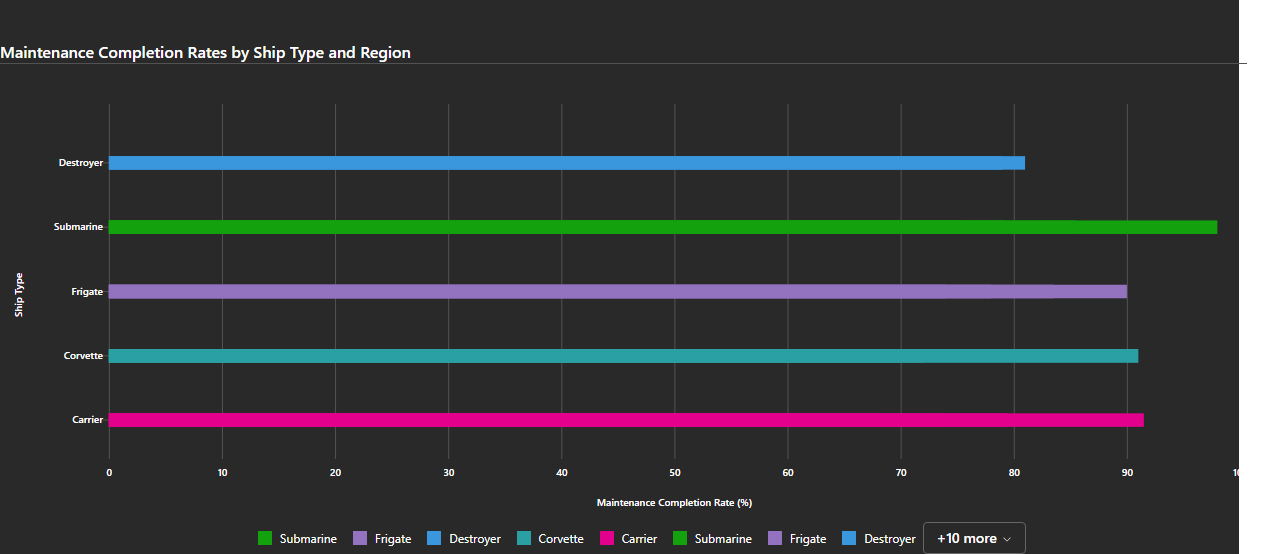 Maintenance Completion Rates by Ship Type and Region
Destroyer
Submarine
Frigate
Corvette
Carrier
Ship Type
0 10 20 30 40 50 60 70 80 90
Maintenance Completion Rate (%)
Submarine Frigate Destroyer Corvette Carrier Submarine Frigate Destroyer +10 more